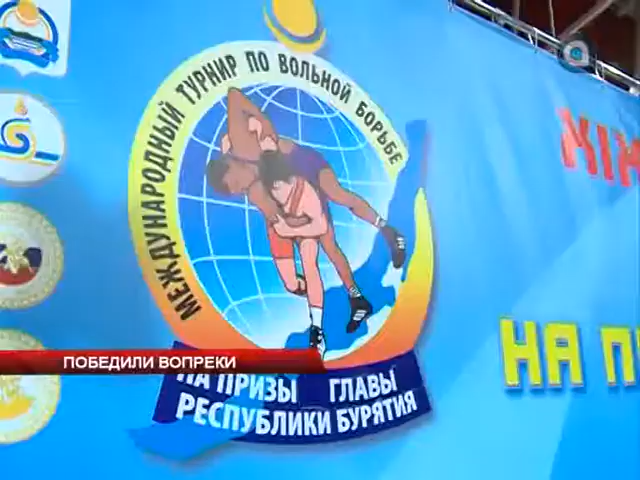 МЕЖДУНАРОДНЫЙ ТУРНИР ПО ВОЛЬНОЙ БОРЬБЕ
НА П
ПОБЕДИЛИ ВОПРЕКИ
НА ПРИЗЫ ГЛАВЫ
РЕСПУБЛИКИ БУРЯТИЯ